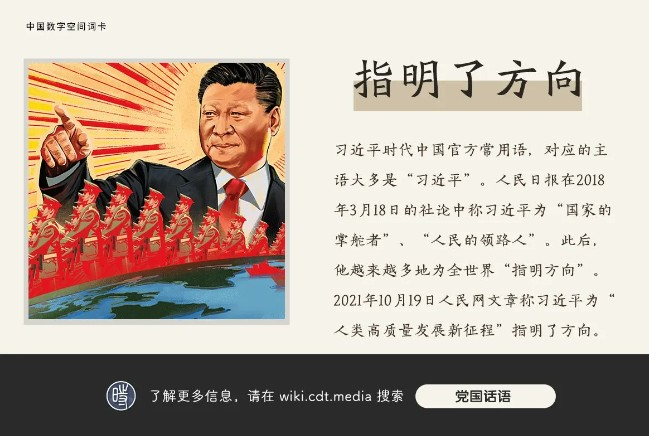 中国数字空间词卡
指明了方向
习近平时代中国官方常用语，对应的主
语大多是“习近平”。人民日报在2018
年3月18日的社论中称习近平为“国家的
掌舵者”、“人民的领路人”。此后，
他越来越多地为全世界“指明方向”。
2021年10月19日人民网文章称习近平为“
人类高质量发展新征程”指明了方向。
时
了解更多信息，请在 wiki.cdt.media 搜索
党国话语